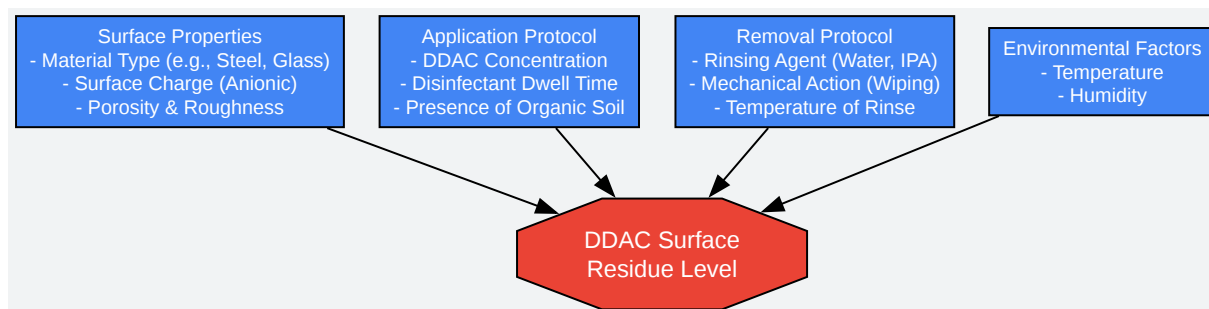 Surface Properties
- Material Type (e.g., Steel, Glass)
- Surface Charge (Anionic)
- Porosity & Roughness
Application Protocol
- DDAC Concentration
- Disinfectant Dwell Time
- Presence of Organic Soil
Removal Protocol
- Rinsing Agent (Water, IPA)
- Mechanical Action (Wiping)
- Temperature of Rinse
Environmental Factors
- Temperature
- Humidity
DDAC Surface
Residue Level